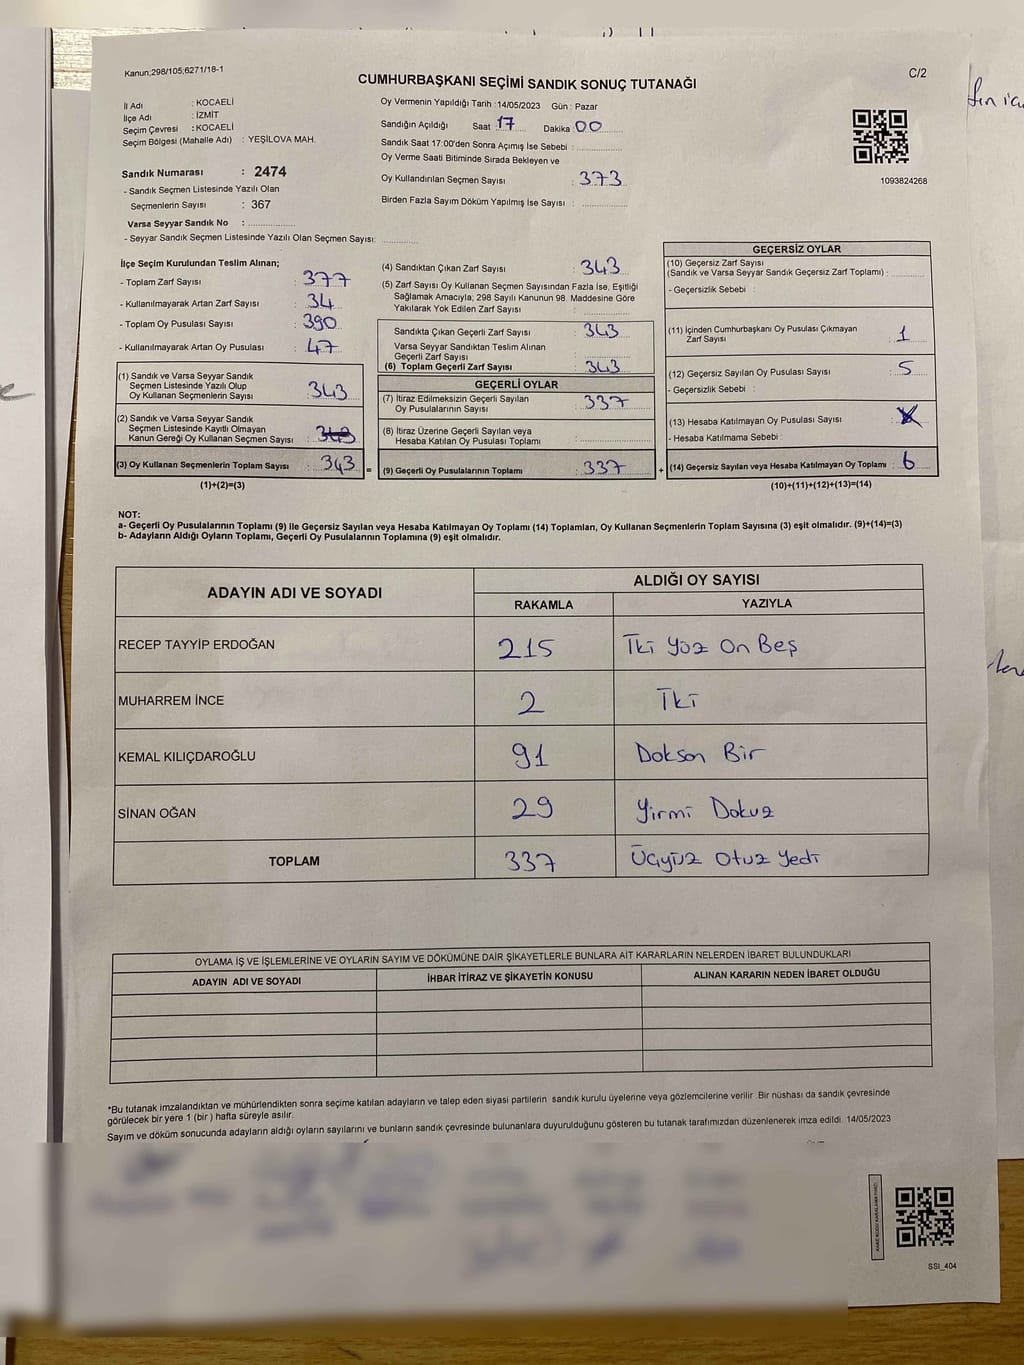 Kanun;298/105;6271/18-1
C/2
CUMHURBAŞKANI SEÇİMİ SANDIK SONUÇ TUTANAĞI
İl Adı : KOCAELİ
İlçe Adı : İZMİT
Seçim Çevresi : KOCAELİ
Seçim Bölgesi (Mahalle Adı) : YEŞİLOVA MAH.
Sandık Numarası : 2474
- Sandık Seçmen Listesinde Yazılı Olan
Seçmenlerin Sayısı : 367
Varsa Seyyar Sandık No :
- Seyyar Sandık Seçmen Listesinde Yazılı Olan Seçmen Sayısı:
Oy Vermenin Yapıldığı Tarih : 14/05/2023 Gün : Pazar
Sandığın Açıldığı Saat : 17 Dakika : 00
Sandık Saat 17:00'den Sonra Açımış İse Sebebi :
Oy Verme Saati Bitiminde Sırada Bekleyen ve
Oy Kullandırılan Seçmen Sayısı : 373
Birden Fazla Sayım Döküm Yapılmış İse Sayısı :
1093824268
İlçe Seçim Kurulundan Teslim Alınan;
- Toplam Zarf Sayısı : 377
- Kullanılmayarak Artan Zarf Sayısı : 34
- Toplam Oy Pusulası Sayısı : 390
- Kullanılmayarak Artan Oy Pusulası : 47
(1) Sandık ve Varsa Seyyar Sandık
Seçmen Listesinde Yazılı Olup
Oy Kullanan Seçmenlerin Sayısı : 343
(2) Sandık ve Varsa Seyyar Sandık
Seçmen Listesinde Kayıtlı Olmayan
Kanun Gereği Oy Kullanan Seçmen Sayısı : 343
(3) Oy Kullanan Seçmenlerin Toplam Sayısı : 343
(1)+(2)=(3)
(4) Sandıktan Çıkan Zarf Sayısı : 343
(5) Zarf Sayısı Oy Kullanan Seçmen Sayısından Fazla İse, Eşitliği
Sağlamak Amacıyla; 298 Sayılı Kanunun 98. Maddesine Göre
Yakılarak Yok Edilen Zarf Sayısı :
Sandıkta Çıkan Geçerli Zarf Sayısı : 343
Varsa Seyyar Sandıktan Teslim Alınan
Geçerli Zarf Sayısı :
(6) Toplam Geçerli Zarf Sayısı : 343
GEÇERLİ OYLAR
(7) İtiraz Edilmeksizin Geçerli Sayılan
Oy Pusulalarının Sayısı : 337
(8) İtiraz Üzerine Geçerli Sayılan veya
Hesaba Katılan Oy Pusulası Toplamı :
= (9) Geçerli Oy Pusulalarının Toplamı : 337 +
GEÇERSİZ OYLAR
(10) Geçersiz Zarf Sayısı
(Sandık ve Varsa Seyyar Sandık Geçersiz Zarf Toplamı) :
- Geçersizlik Sebebi :
(11) İçinden Cumhurbaşkanı Oy Pusulası Çıkmayan
Zarf Sayısı : 1
(12) Geçersiz Sayılan Oy Pusulası Sayısı : 5
- Geçersizlik Sebebi :
(13) Hesaba Katılmayan Oy Pusulası Sayısı :
- Hesaba Katılmama Sebebi :
(14) Geçersiz Sayılan veya Hesaba Katılmayan Oy Toplamı : 6
(10)+(11)+(12)+(13)=(14)
NOT:
a- Geçerli Oy Pusulalarının Toplamı (9) ile Geçersiz Sayılan veya Hesaba Katılmayan Oy Toplamı (14) Toplamları, Oy Kullanan Seçmenlerin Toplam Sayısına (3) eşit olmalıdır. (9)+(14)=(3)
b- Adayların Aldığı Oyların Toplamı, Geçerli Oy Pusulalarının Toplamına (9) eşit olmalıdır.
ADAYIN ADI VE SOYADI
ALDIĞI OY SAYISI
RAKAMLA YAZIYLA
RECEP TAYYİP ERDOĞAN 215 İki Yüz On Beş
MUHARREM İNCE 2 İki
KEMAL KILIÇDAROĞLU 91 Doksan Bir
SİNAN OĞAN 29 Yirmi Dokuz
TOPLAM 337 Üçyüz Otuz Yedi
OYLAMA İŞ VE İŞLEMLERİNE VE OYLARIN SAYIM VE DÖKÜMÜNE DAİR ŞİKAYETLERLE BUNLARA AİT KARARLARIN NELERDEN İBARET BULUNDUKLARI
ADAYIN ADI VE SOYADI İHBAR İTİRAZ VE ŞİKAYETİN KONUSU ALINAN KARARIN NEDEN İBARET OLDUĞU
*Bu tutanak imzalandıktan ve mühürlendikten sonra seçime katılan adayların ve talep eden siyasi partilerin sandık kurulu üyelerine veya gözlemcilerine verilir. Bir nüshası da sandık çevresinde
görülecek bir yere 1 (bir ) hafta süreyle asılır.
Sayım ve döküm sonucunda adayların aldığı oyların sayılarını ve bunların sandık çevresinde bulunanlara duyurulduğunu gösteren bu tutanak tarafımızdan düzenlenerek imza edildi. 14/05/2023
SSI_404